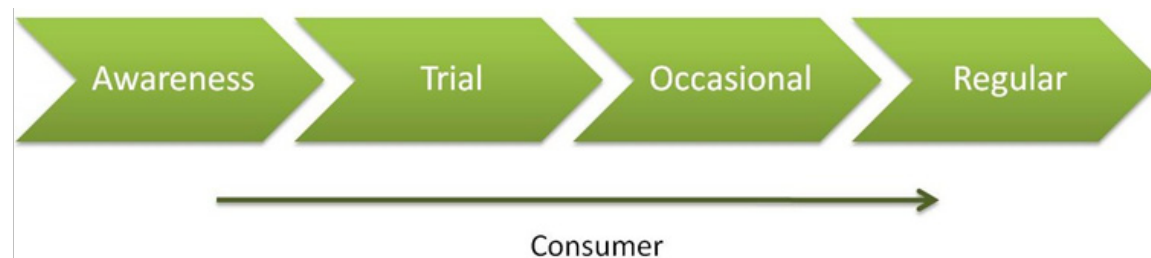 Awareness
Trial
Occasional
Regular
Consumer